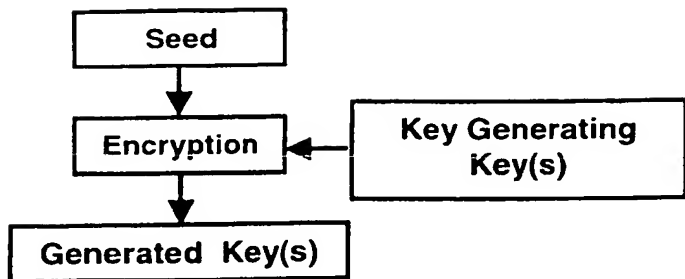 Seed
Encryption
Key Generating
Key(s)
Generated Key(s)